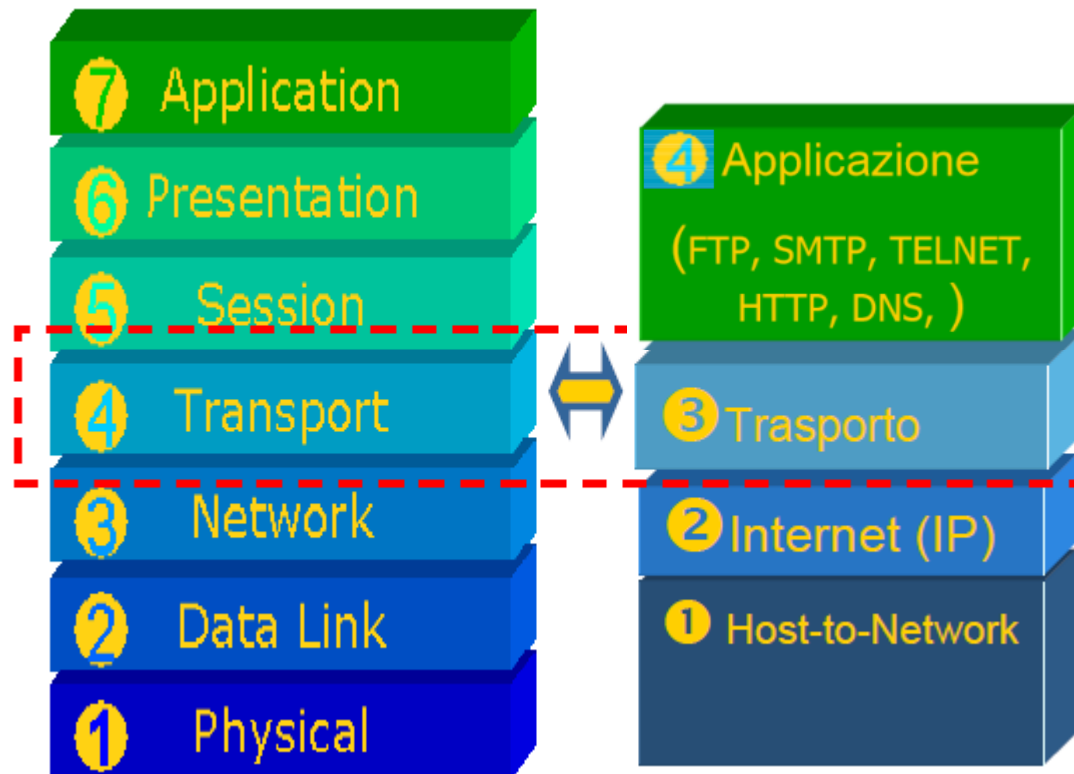 7 Application
6 Presentation
5 Session
4 Transport
3 Network
2 Data Link
1 Physical
4 Applicazione
(FTP, SMTP, TELNET,
HTTP, DNS, )
3 Trasporto
2 Internet (IP)
1 Host-to-Network